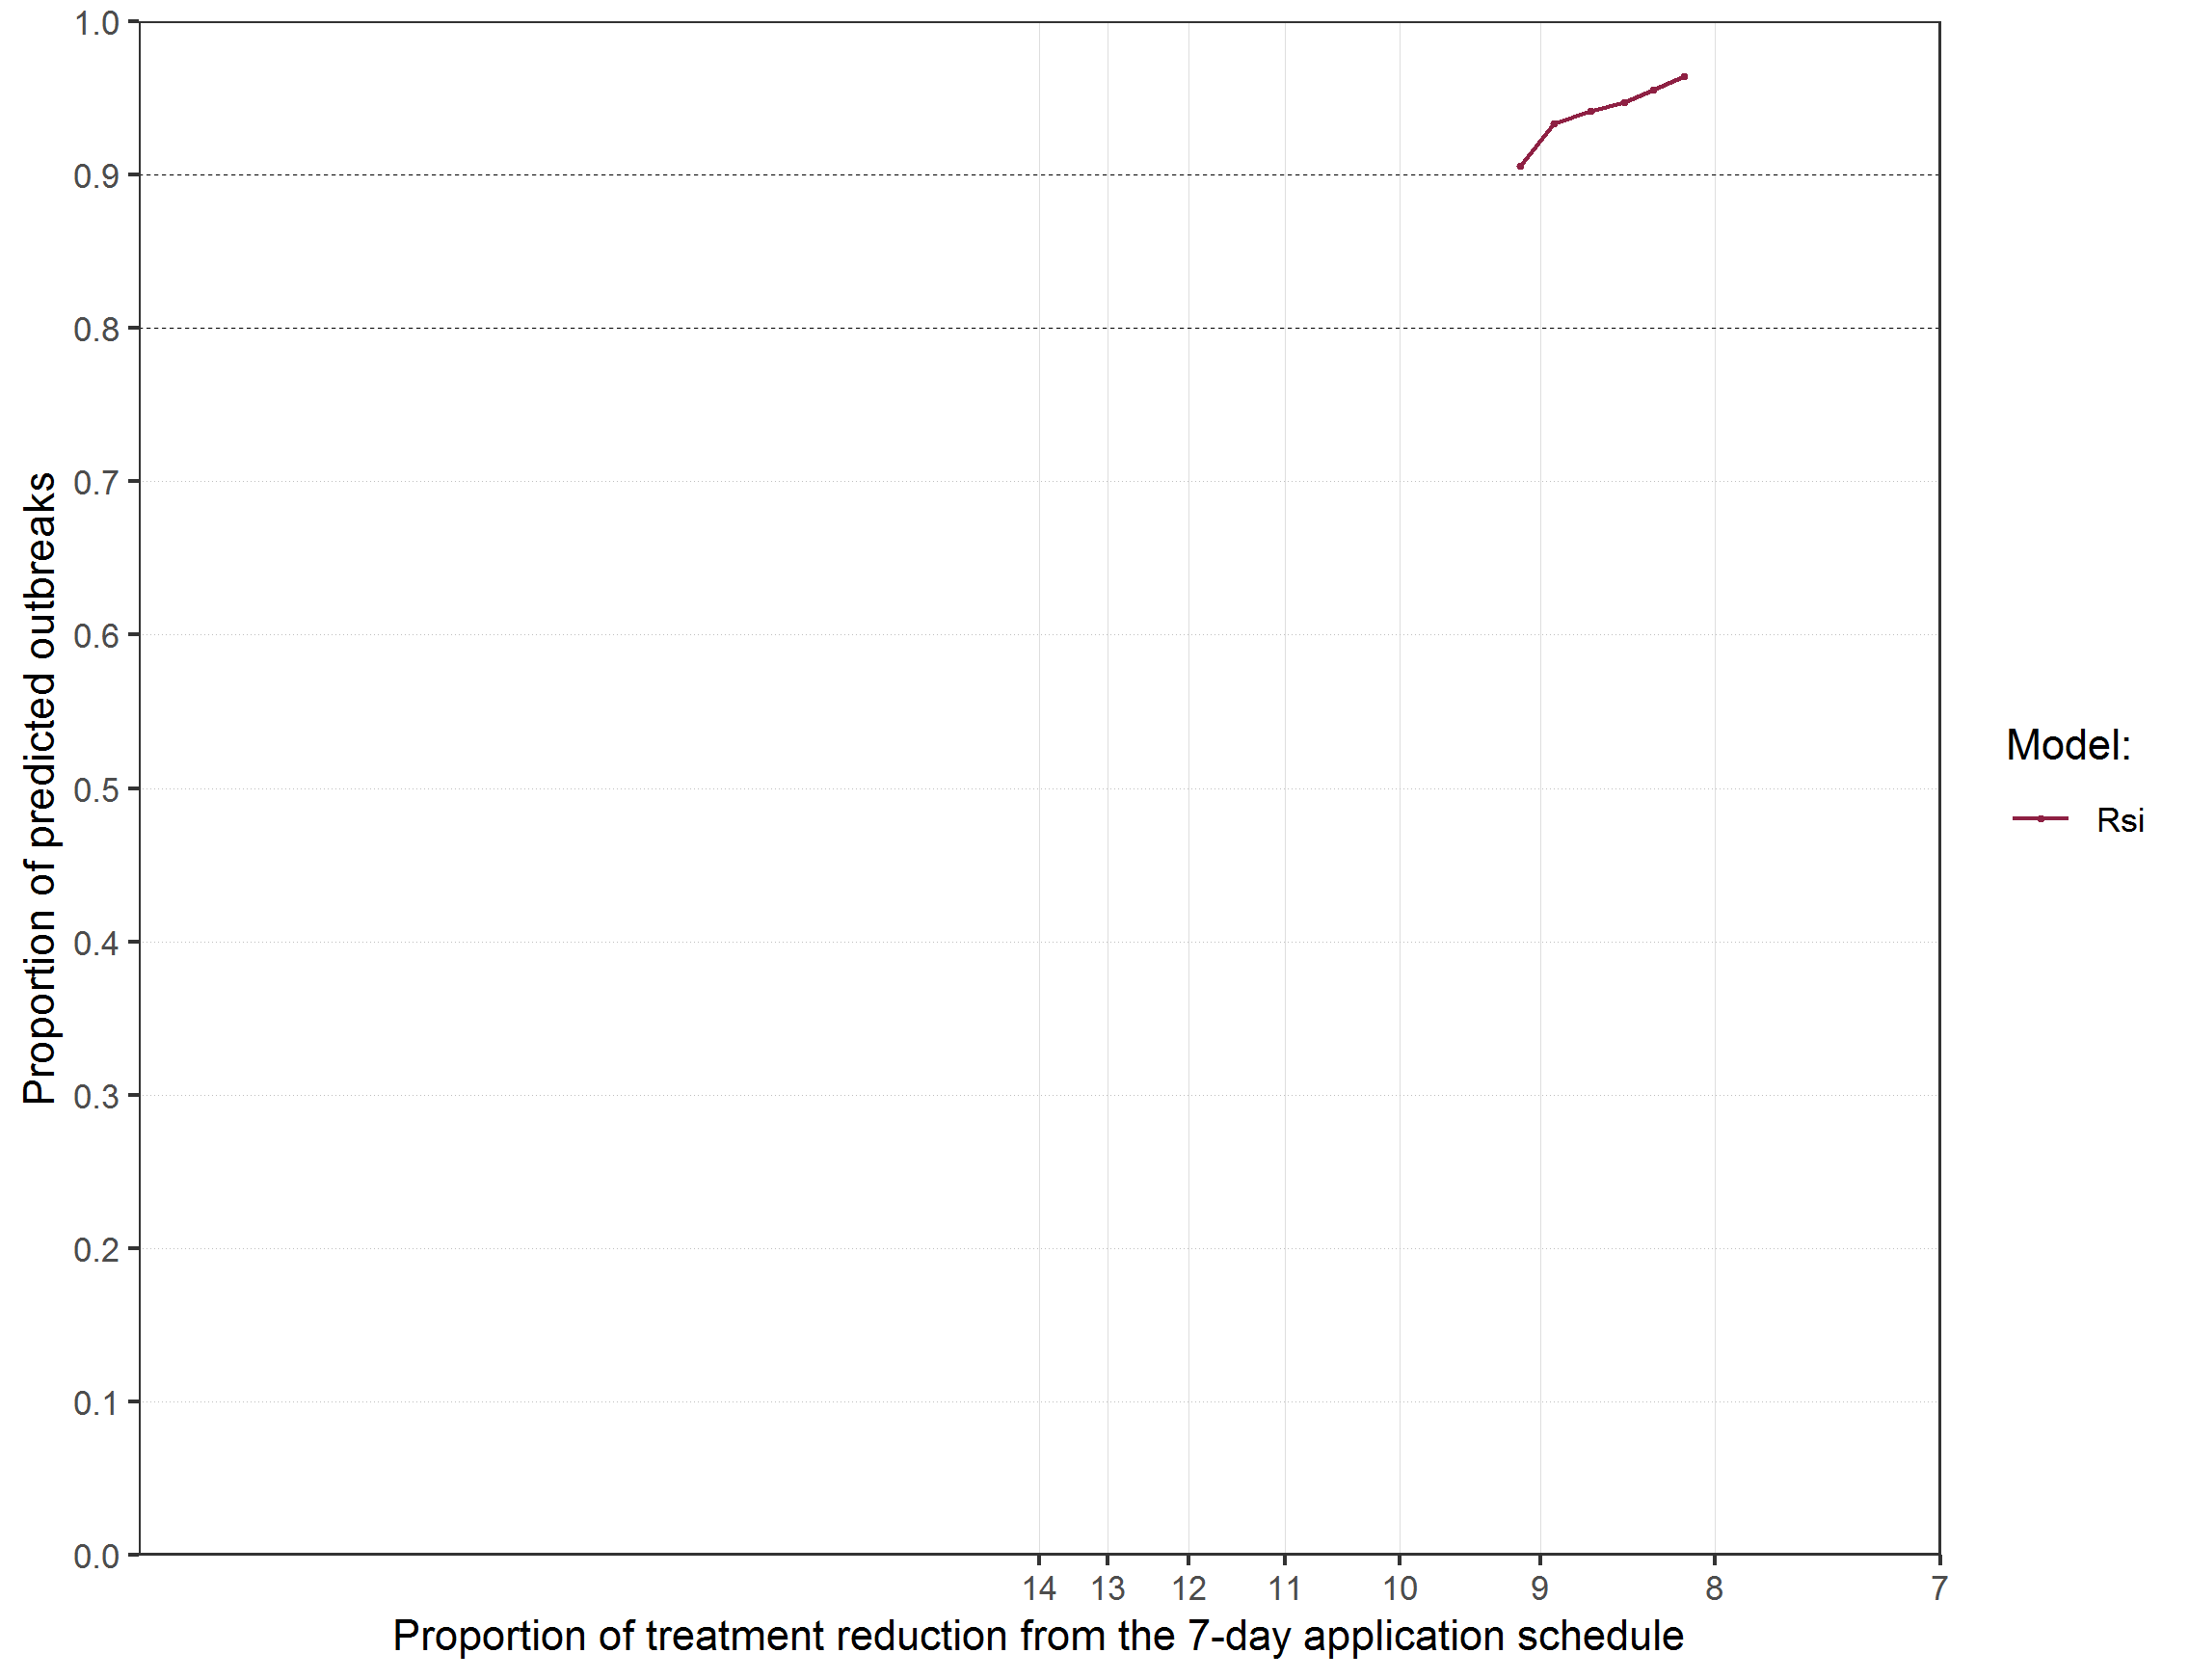 Proportion of predicted outbreaks
1.0
0.9
0.8
0.7
0.6
0.5
0.4
0.3
0.2
0.1
0.0
14 13 12 11 10 9 8 7
Proportion of treatment reduction from the 7-day application schedule
Model:
Rsi